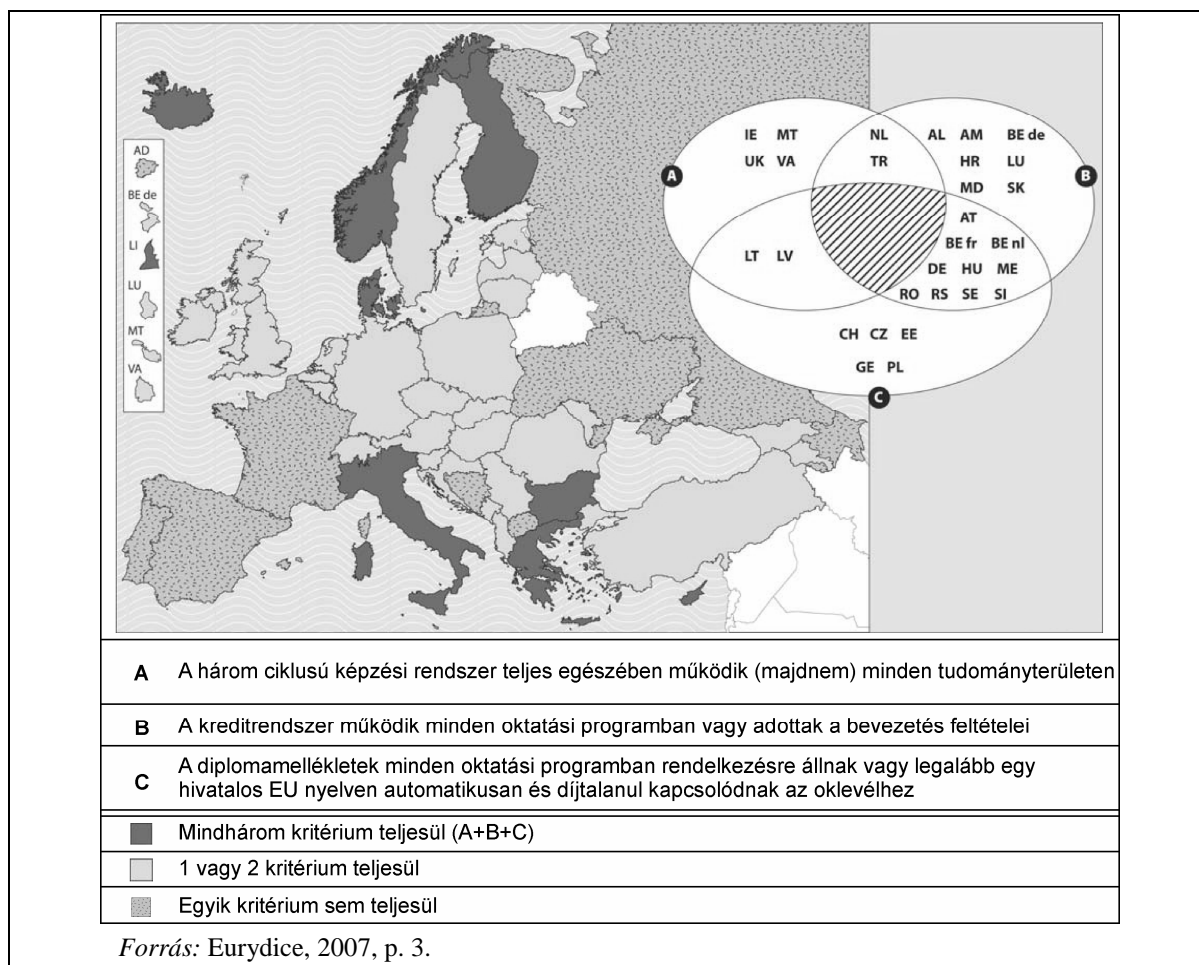 AD
BE de
LI
LU
MT
VA
IE MT
UK VA
NL
TR
AL AM BE de
HR LU
MD SK
A
B
LT LV
AT
BE fr BE nl
DE HU ME
RO RS SE SI
CH CZ EE
GE PL
C
A A három ciklusú képzési rendszer teljes egészében működik (majdnem) minden tudományterületen
B A kreditrendszer működik minden oktatási programban vagy adottak a bevezetés feltételei
C A diplomamellékletek minden oktatási programban rendelkezésre állnak vagy legalább egy
hivatalos EU nyelven automatikusan és díjtalanul kapcsolódnak az oklevélhez
Mindhárom kritérium teljesül (A+B+C)
1 vagy 2 kritérium teljesül
Egyik kritérium sem teljesül
Forrás: Eurydice, 2007, p. 3.